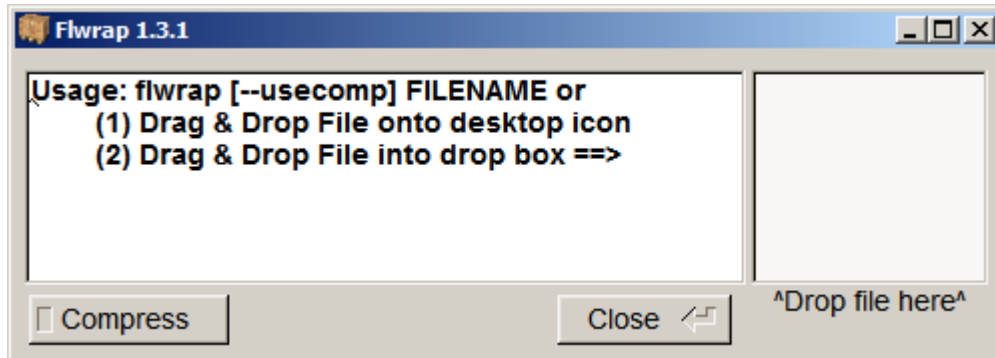 Flwrap 1.3.1
Usage: flwrap [--usecomp] FILENAME or
(1) Drag & Drop File onto desktop icon
(2) Drag & Drop File into drop box ==>
Compress
Close
^Drop file here^